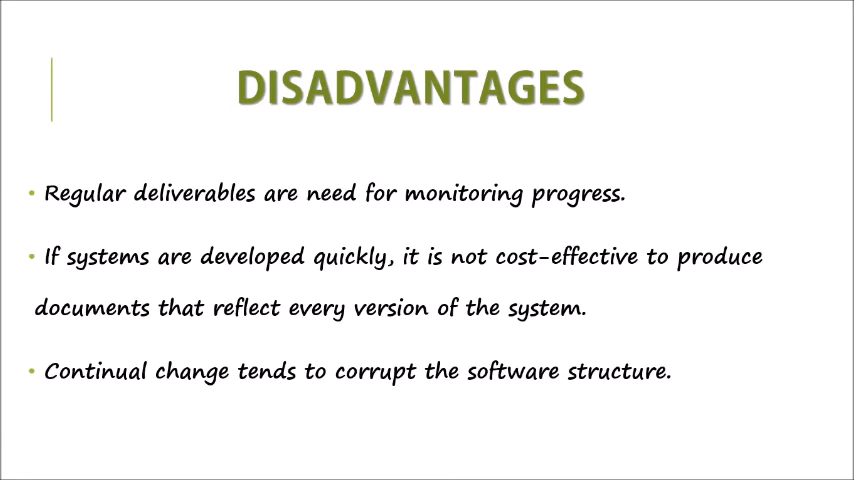 DISADVANTAGES
• Regular deliverables are need for monitoring progress.
• If systems are developed quickly, it is not cost-effective to produce
documents that reflect every version of the system.
• Continual change tends to corrupt the software structure.